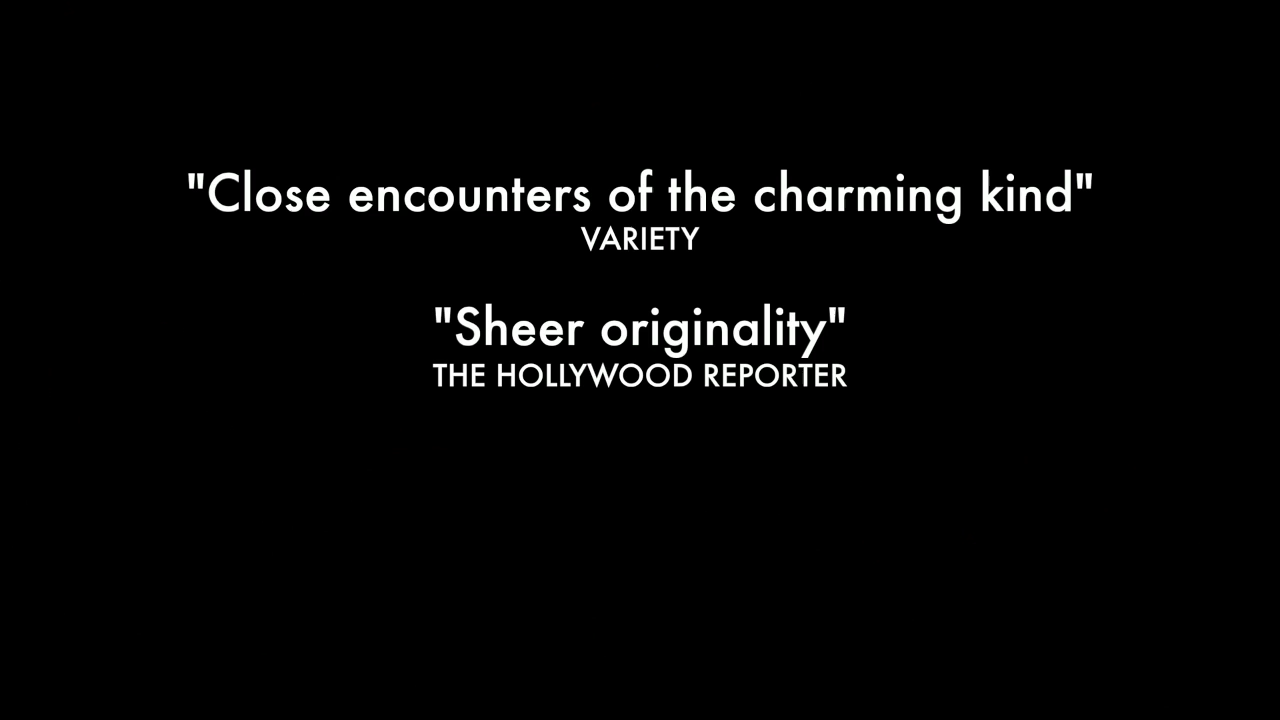 "Close encounters of the charming kind"
VARIETY
"Sheer originality"
THE HOLLYWOOD REPORTER